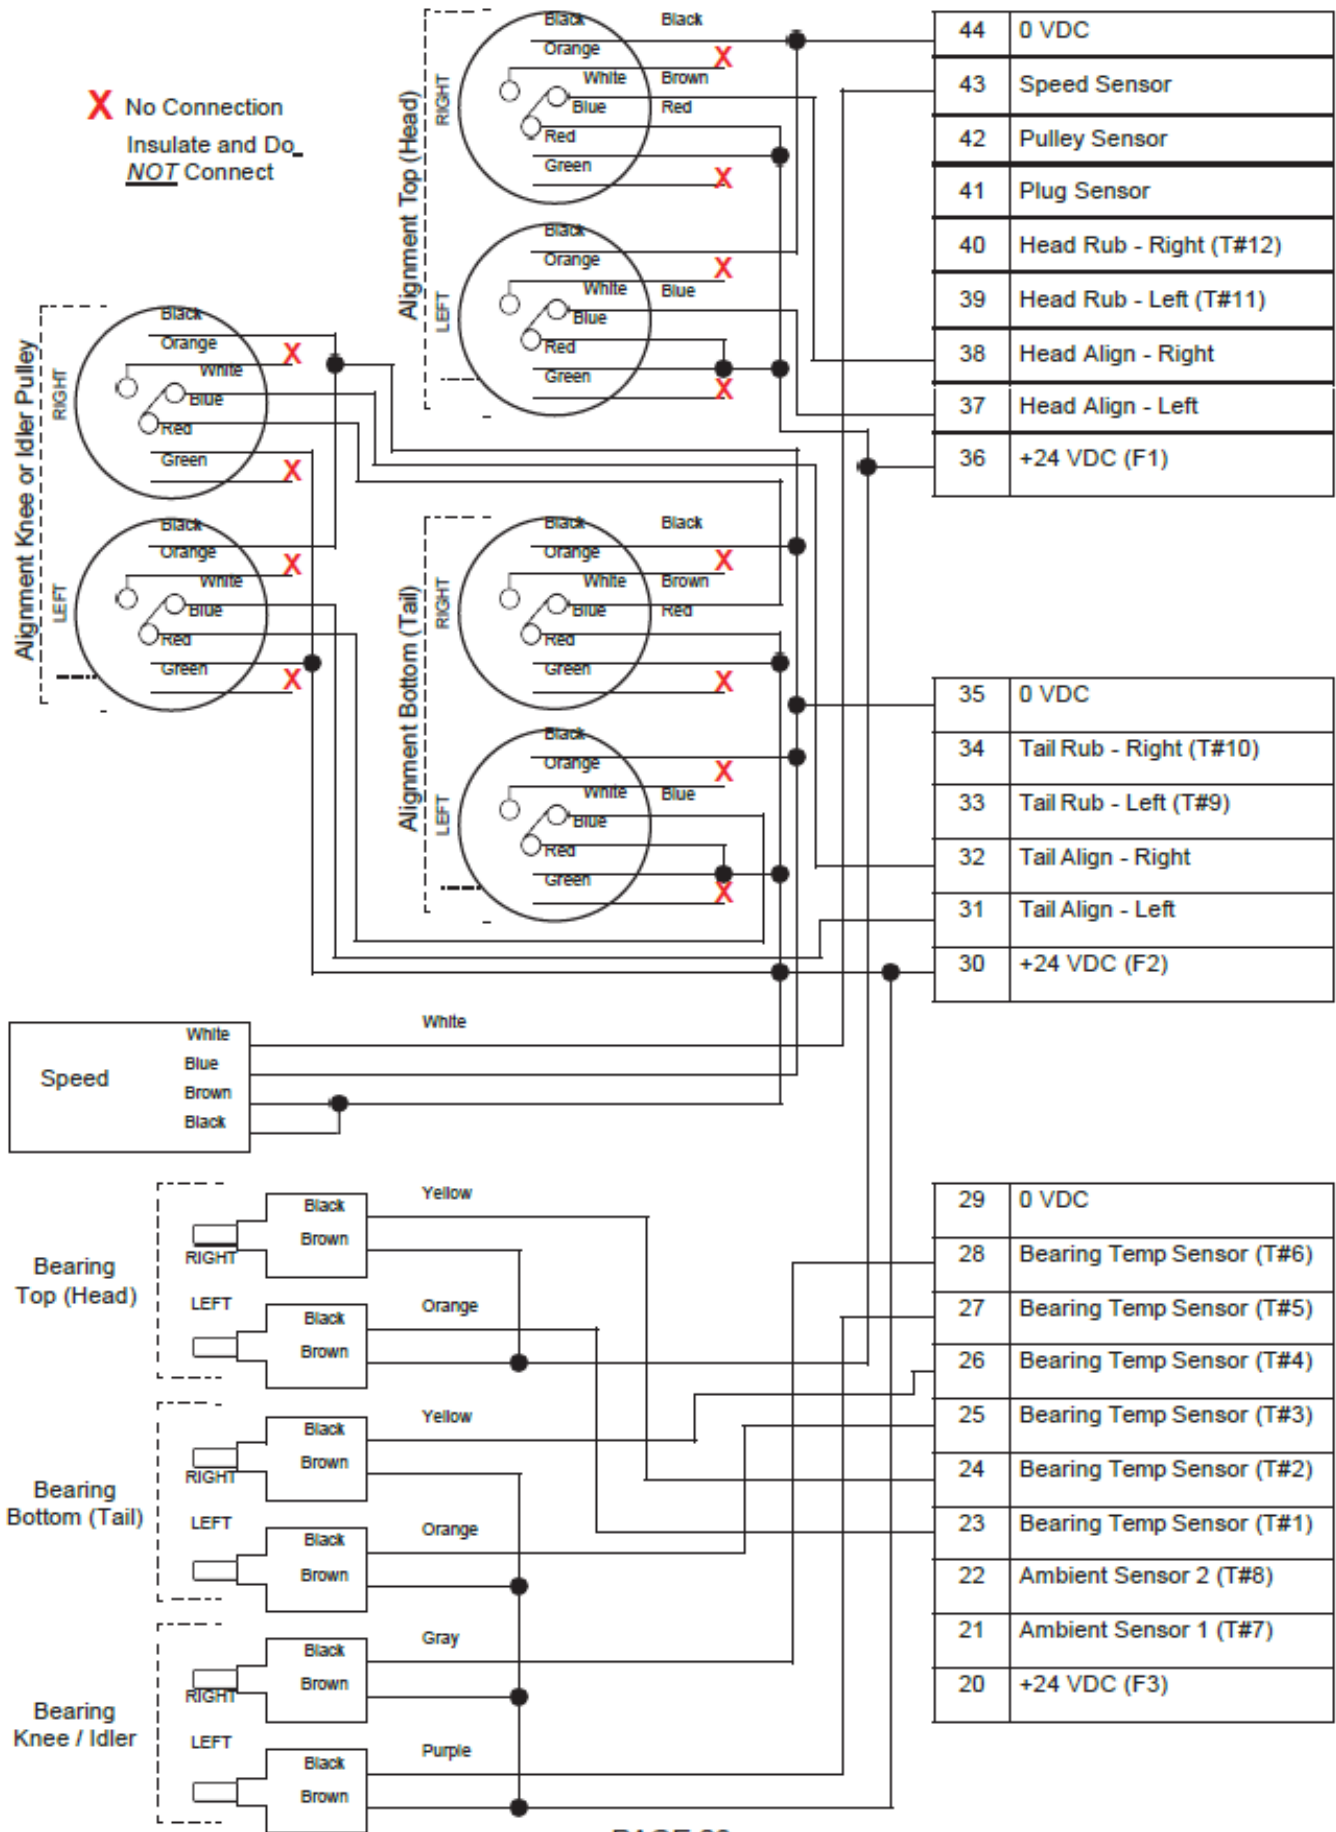 X No Connection
Insulate and Do
NOT Connect
Alignment Top (Head)
RIGHT
Black Black
Orange X
White Brown
Blue Red
Red
Green X
LEFT
Black
Orange X
White Blue
Blue
Red
Green X
Alignment Knee or Idler Pulley
RIGHT
Black
Orange X
White
Blue
Red
Green X
LEFT
Black
Orange X
White
Blue
Red
Green X
Alignment Bottom (Tail)
RIGHT
Black Black
Orange X
White Brown
Blue Red
Red
Green X
LEFT
Black
Orange X
White Blue
Blue
Red
Green X
44 0 VDC
43 Speed Sensor
42 Pulley Sensor
41 Plug Sensor
40 Head Rub - Right (T#12)
39 Head Rub - Left (T#11)
38 Head Align - Right
37 Head Align - Left
36 +24 VDC (F1)
35 0 VDC
34 Tail Rub - Right (T#10)
33 Tail Rub - Left (T#9)
32 Tail Align - Right
31 Tail Align - Left
30 +24 VDC (F2)
Speed
White White
Blue
Brown
Black
Bearing
Top (Head)
RIGHT
Black Yellow
Brown
LEFT
Black Orange
Brown
Bearing
Bottom (Tail)
RIGHT
Black Yellow
Brown
LEFT
Black Orange
Brown
Bearing
Knee / Idler
RIGHT
Black Gray
Brown
LEFT
Black Purple
Brown
29 0 VDC
28 Bearing Temp Sensor (T#6)
27 Bearing Temp Sensor (T#5)
26 Bearing Temp Sensor (T#4)
25 Bearing Temp Sensor (T#3)
24 Bearing Temp Sensor (T#2)
23 Bearing Temp Sensor (T#1)
22 Ambient Sensor 2 (T#8)
21 Ambient Sensor 1 (T#7)
20 +24 VDC (F3)